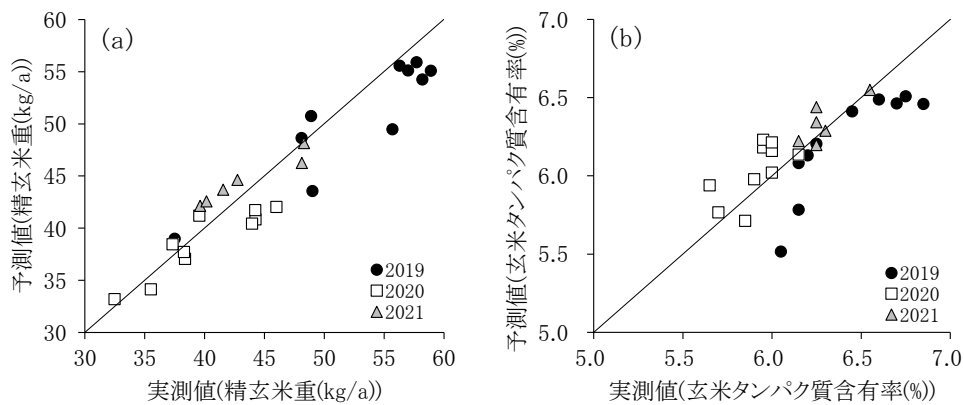 (a)
予測値(精玄米重(kg/a))
60
55
50
45
40
35
30
2019
2020
2021
30 35 40 45 50 55 60
実測値(精玄米重(kg/a))
(b)
予測値(玄米タンパク質含有率(%))
7.0
6.5
6.0
5.5
5.0
2019
2020
2021
5.0 5.5 6.0 6.5 7.0
実測値(玄米タンパク質含有率(%))